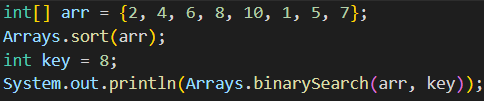 int[] arr = {2, 4, 6, 8, 10, 1, 5, 7};
Arrays.sort(arr);
int key = 8;
System.out.println(Arrays.binarySearch(arr, key));